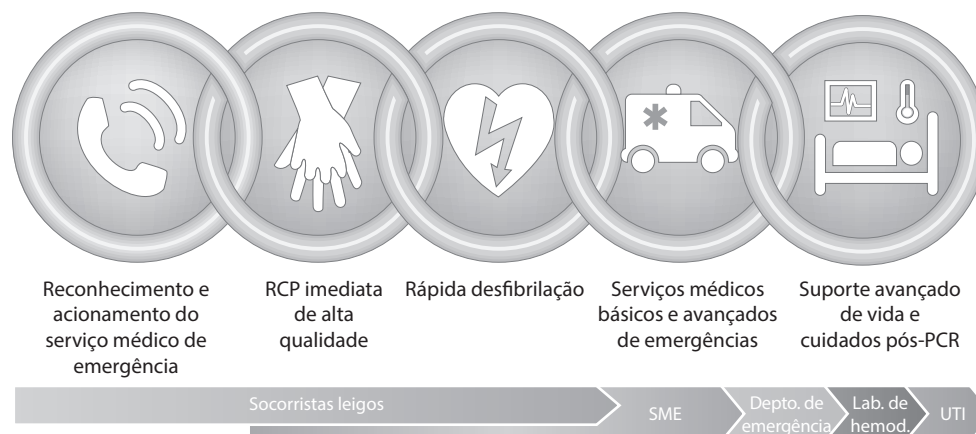 Reconhecimento e
acionamento do
serviço médico de
emergência
RCP imediata
de alta
qualidade
Rápida desfibrilação
Serviços médicos
básicos e avançados
de emergências
Suporte avançado
de vida e
cuidados pós-PCR
Socorristas leigos
SME
Depto. de
emergência
Lab. de
hemod.
UTI